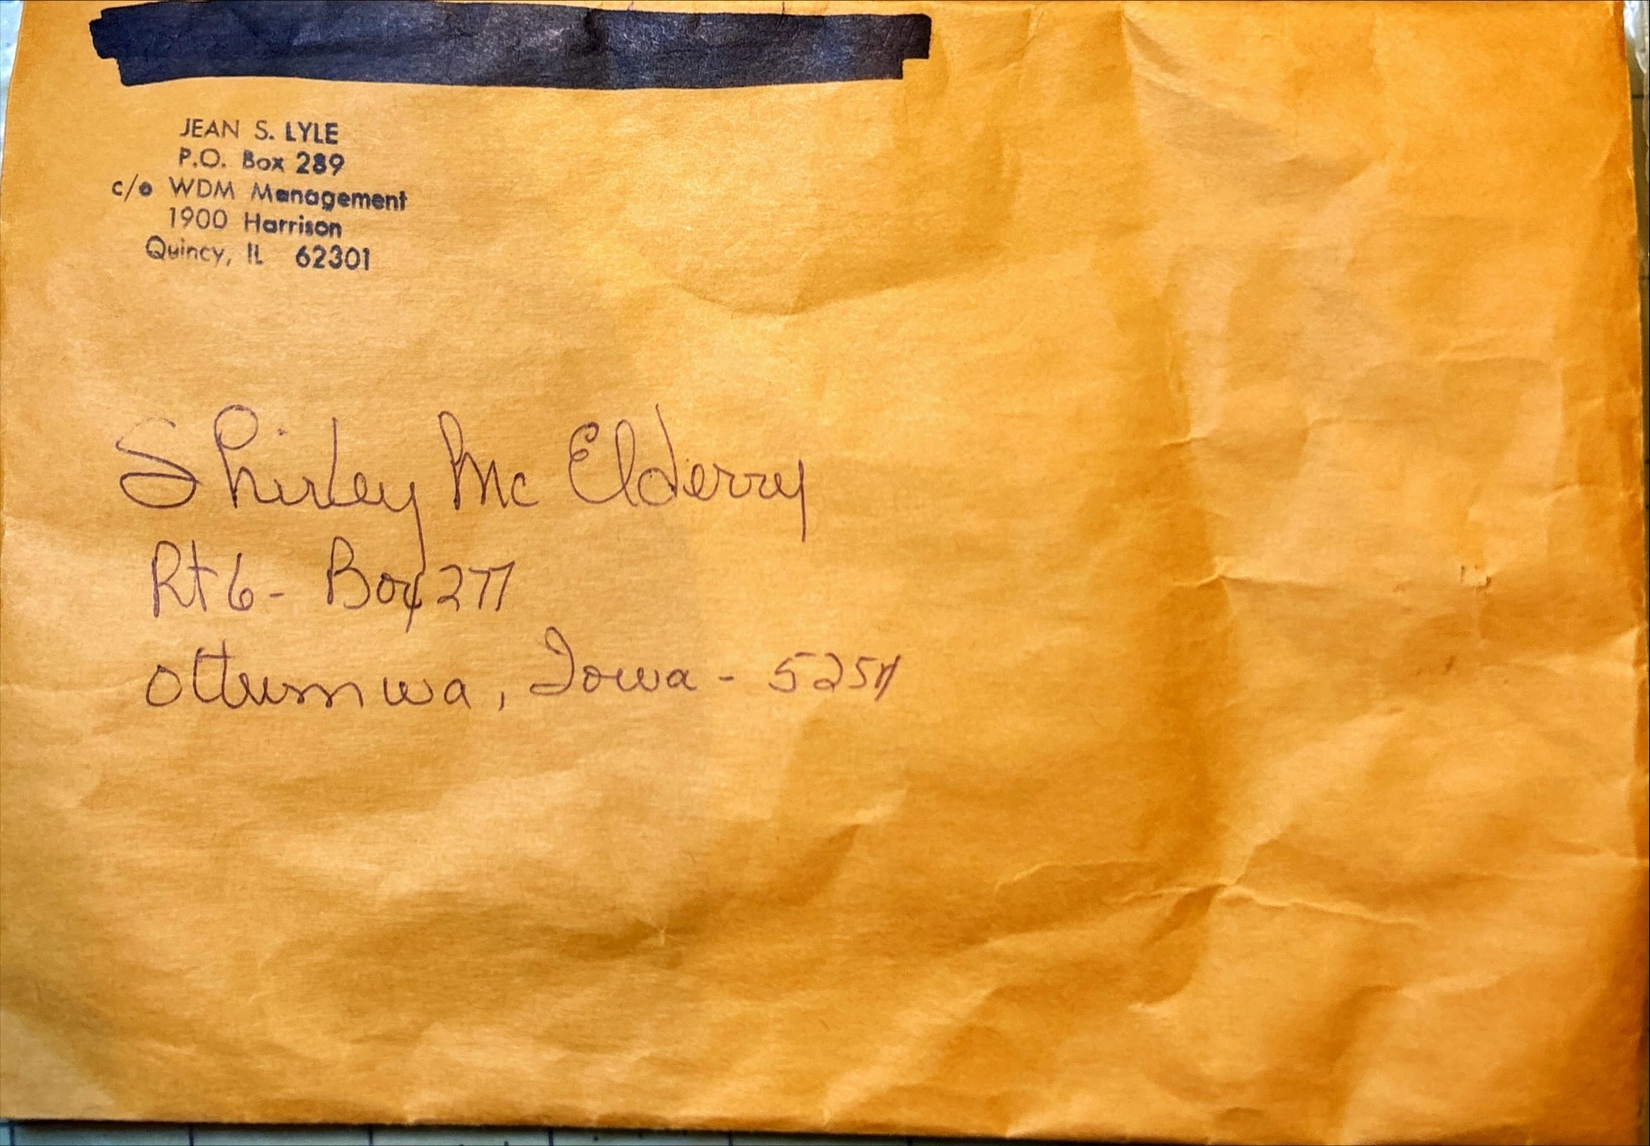 JEAN S. LYLE
P.O. Box 289
c/o WDM Management
1900 Harrison
Quincy, IL 62301
Shirley Mc Elderry
Rt 6 - Box 277
Ottumwa, Iowa -